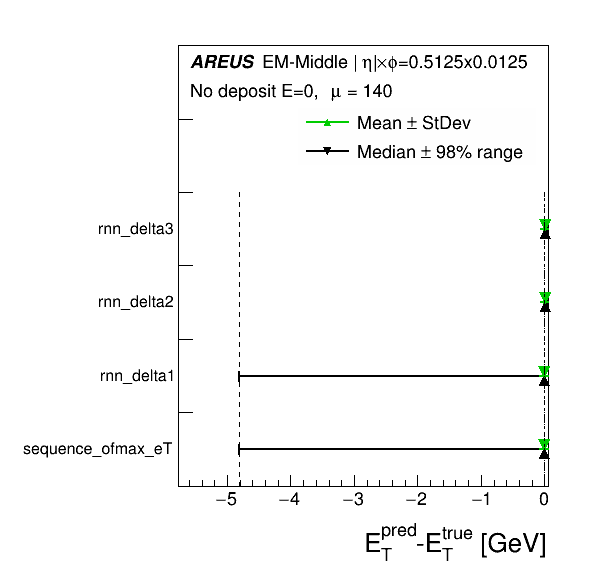 AREUS EM-Middle | η|×ϕ=0.5125x0.0125
No deposit E=0, μ = 140
Mean ± StDev
Median ± 98% range
rnn_delta3
rnn_delta2
rnn_delta1
sequence_ofmax_eT
−5 −4 −3 −2 −1 0
E_T^pred-E_T^true [GeV]